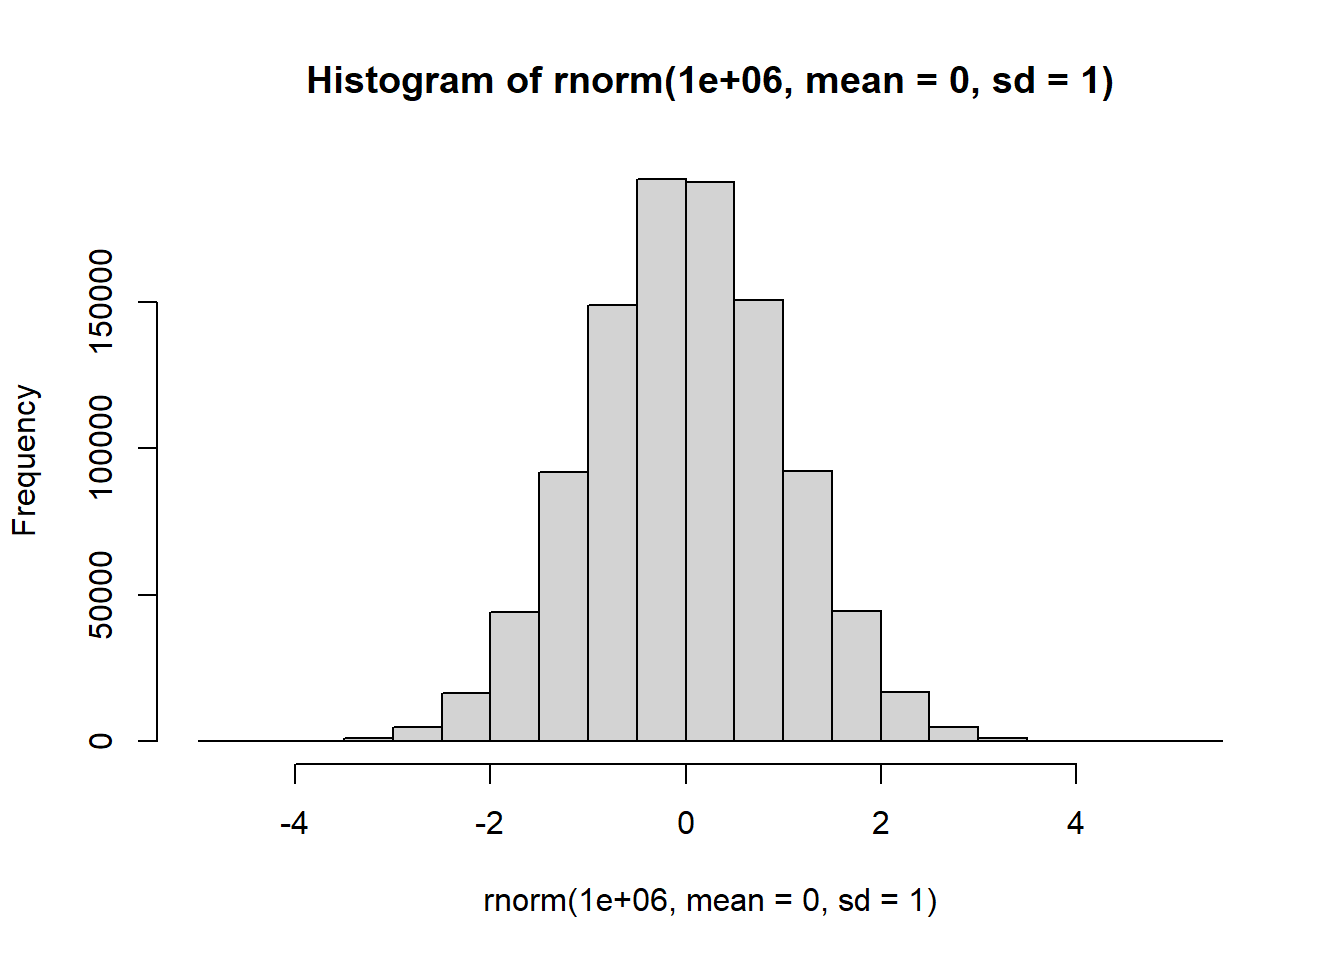 Histogram of rnorm(1e+06, mean = 0, sd = 1)
Frequency
150000
100000
50000
0
-4 -2 0 2 4
rnorm(1e+06, mean = 0, sd = 1)